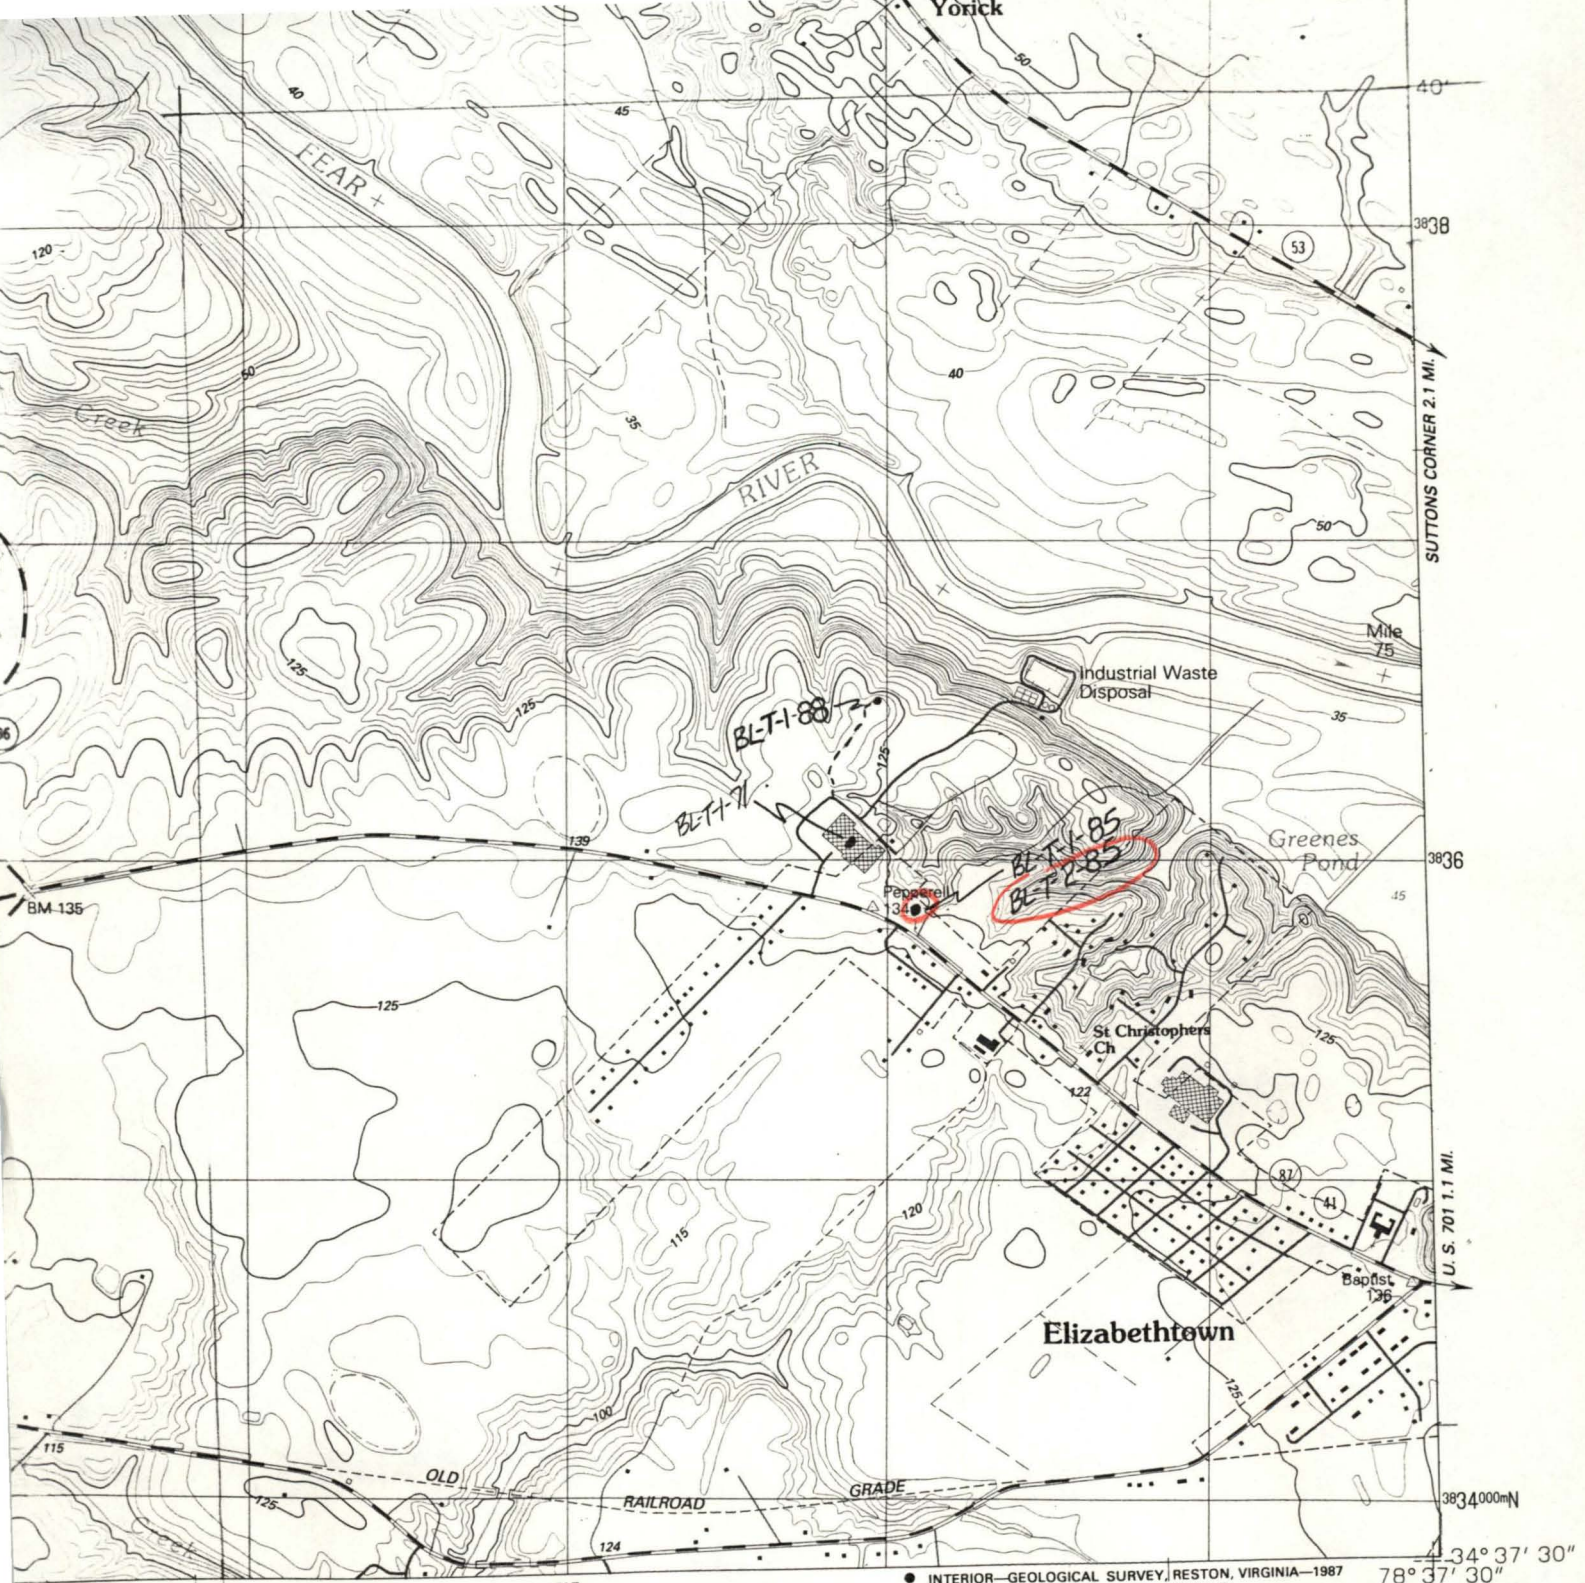 Yorick
50
40'
40
45
FEAR
3838
53
120
50
40
SUTTONS CORNER 2.1 MI.
Creek
35
RIVER
50
Mile
75
Industrial Waste
Disposal
125
125
35
BL-T-1-88
125
BL-T-1-71
BL-T-1-85
BL-T-2-85
139
Greenes
Pond
3836
Pepperell
134
BM 135
45
125
St Christophers
Ch
125
122
87
41
120
115
U. S. 701 1.1 MI.
Baptist
136
Elizabethtown
125
100
115
OLD
RAILROAD
GRADE
125
3834000mN
Creek
124
34° 37' 30"
INTERIOR—GEOLOGICAL SURVEY, RESTON, VIRGINIA—1987
78° 37' 30"